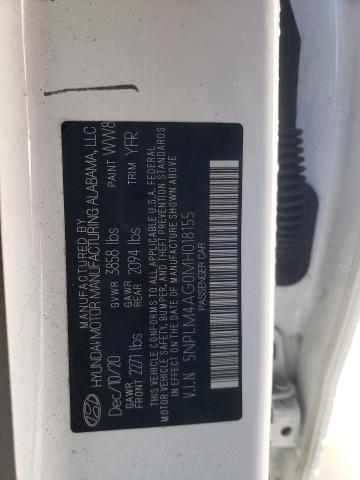 MANUFACTURED BY
HYUNDAI MOTOR MANUFACTURING ALABAMA, LLC
Dec/10/20 GVWR 3858 lbs PAINT WW8
GAWR FRONT 2271 lbs GAWR REAR 2094 lbs TRIM YFR
THIS VEHICLE CONFORMS TO ALL APPLICABLE U.S.A. FEDERAL
MOTOR VEHICLE SAFETY, BUMPER, AND THEFT PREVENTION STANDARDS
IN EFFECT ON THE DATE OF MANUFACTURE SHOWN ABOVE.
V.I.N 5NPLM4AG0MH018155
PASSENGER CAR